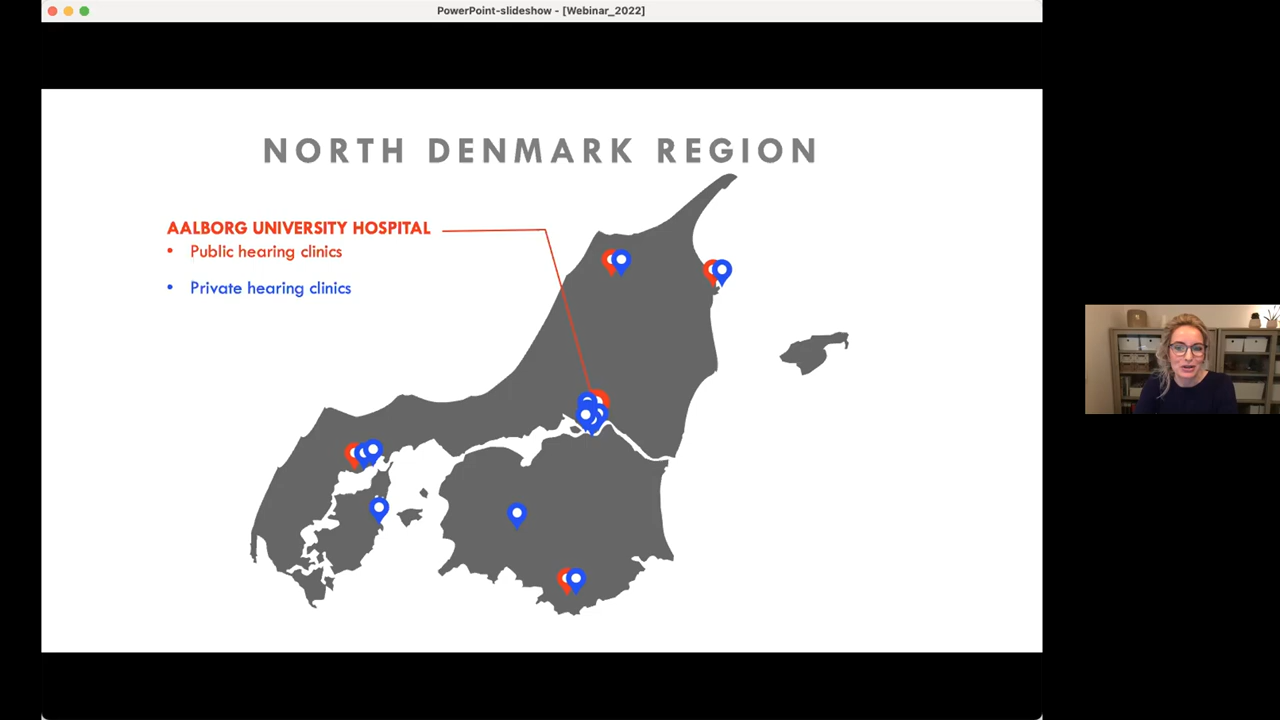 PowerPoint-slideshow - [Webinar_2022]
NORTH DENMARK REGION
AALBORG UNIVERSITY HOSPITAL
• Public hearing clinics
• Private hearing clinics